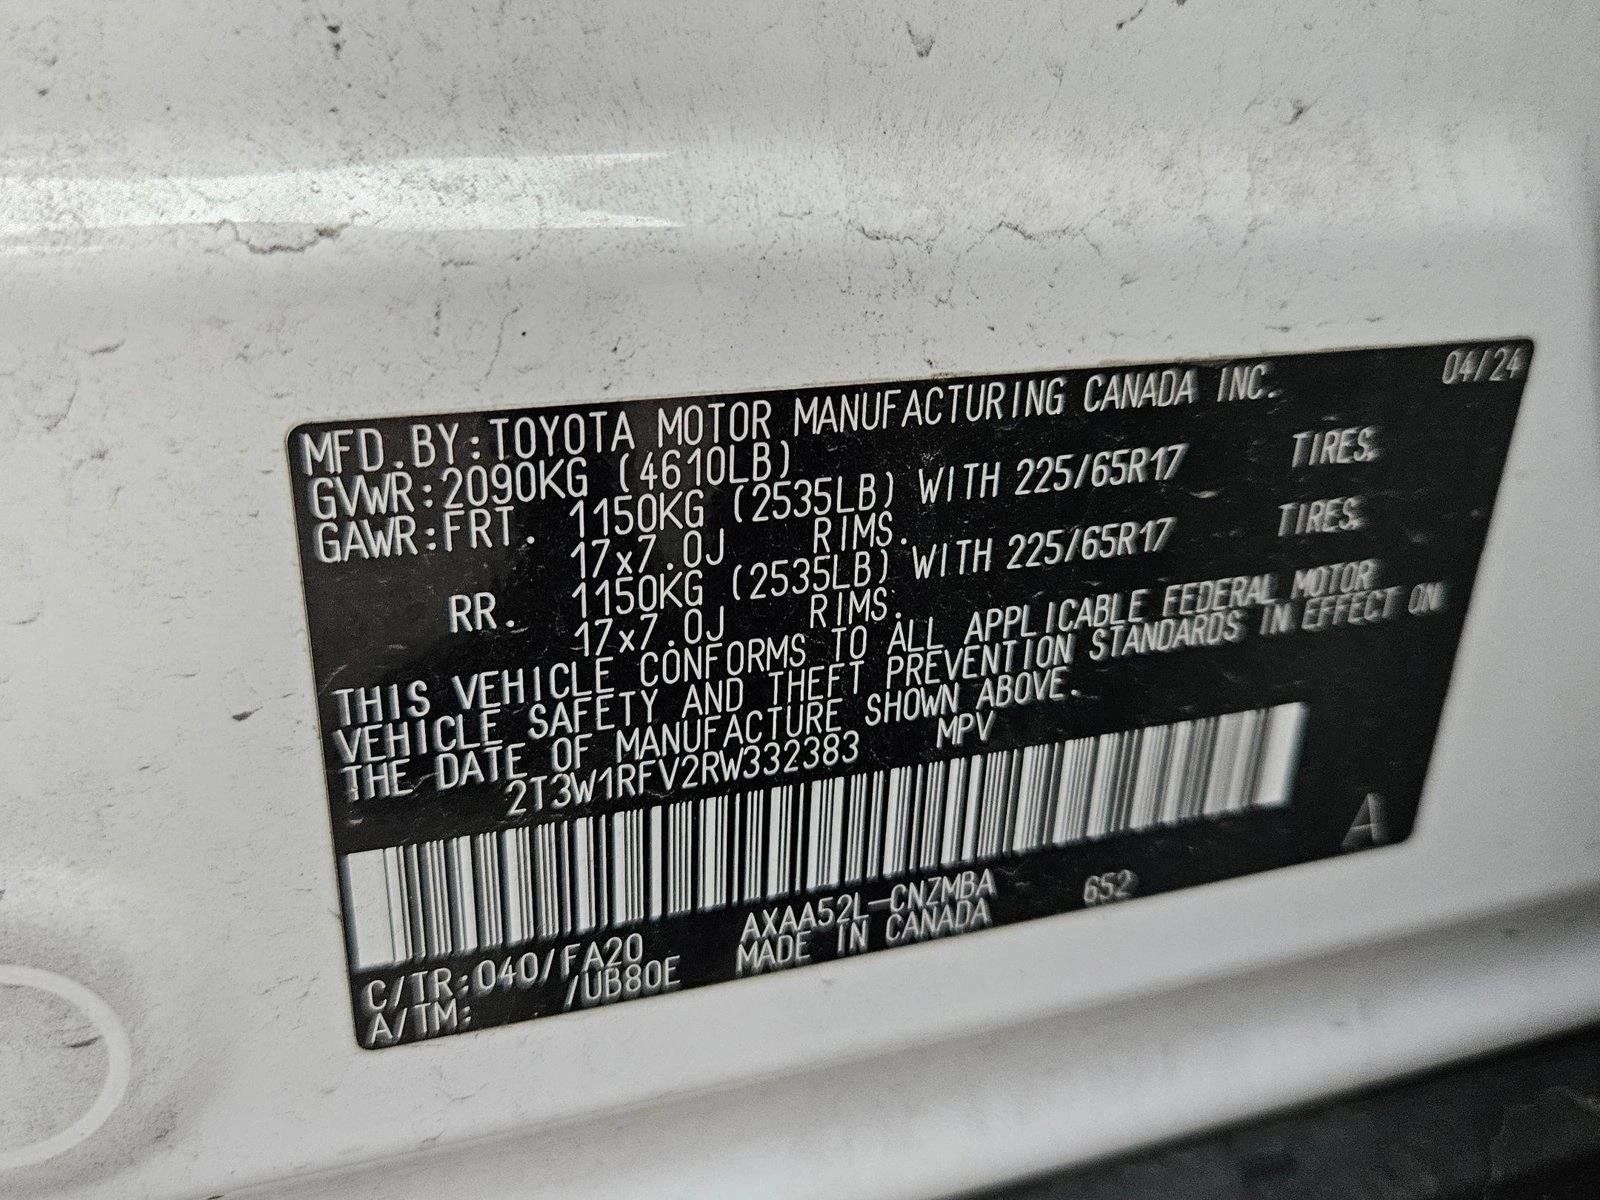 04/24
MFD.BY:TOYOTA MOTOR MANUFACTURING CANADA INC.
GVWR:2090KG (4610LB)
GAWR:FRT. 1150KG (2535LB) WITH 225/65R17 TIRES,
17x7.0J RIMS.
RR. 1150KG (2535LB) WITH 225/65R17 TIRES,
17x7.0J RIMS.
THIS VEHICLE CONFORMS TO ALL APPLICABLE FEDERAL MOTOR
VEHICLE SAFETY AND THEFT PREVENTION STANDARDS IN EFFECT ON
THE DATE OF MANUFACTURE SHOWN ABOVE.
2T3W1RFV2RW332383 MPV
A
AXAA52L-CNZMBA 652
C/TR:040/FA20 MADE IN CANADA
A/TM: /UB80E